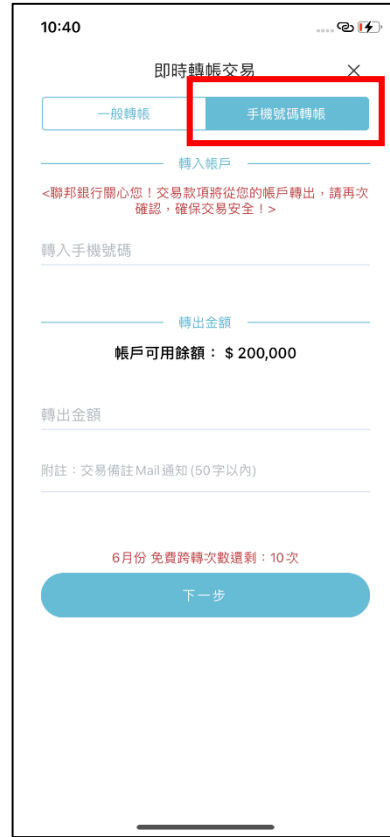 10:40
即時轉帳交易
一般轉帳
手機號碼轉帳
轉入帳戶
<聯邦銀行關心您！交易款項將從您的帳戶轉出，請再次
確認，確保交易安全！>
轉入手機號碼
轉出金額
帳戶可用餘額： $ 200,000
轉出金額
附註：交易備註Mail通知(50字以內)
6月份 免費跨轉次數還剩：10次
下一步